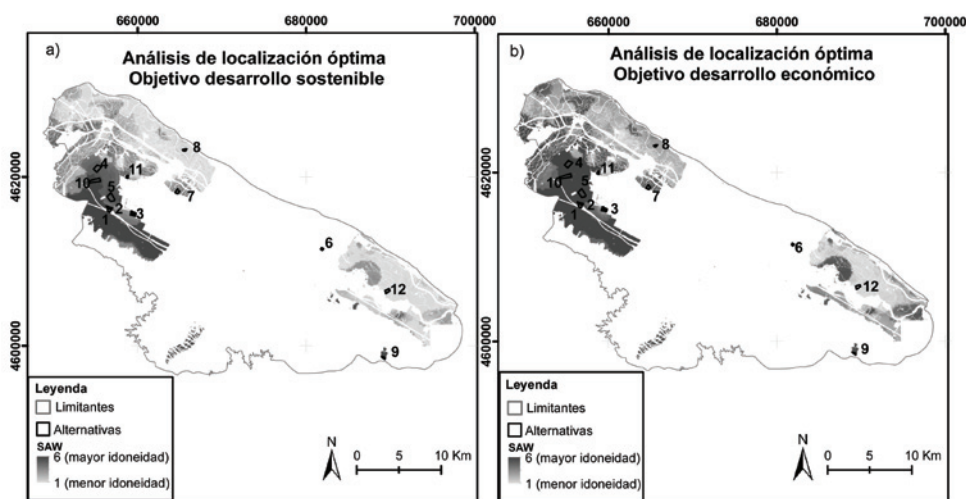 660000
680000
700000
a)
Análisis de localización óptima
Objetivo desarrollo sostenible
4620000
4600000
8
4
11
10
5
7
2
3
1
6
12
9
Leyenda
Limitantes
Alternativas
SAW
6 (mayor idoneidad)
1 (menor idoneidad)
N
0 5 10 Km
660000
680000
700000
b)
Análisis de localización óptima
Objetivo desarrollo económico
4620000
4600000
8
4
11
10
5
7
2
3
1
6
12
9
Leyenda
Limitantes
Alternativas
SAW
6 (mayor idoneidad)
1 (menor idoneidad)
N
0 5 10 Km